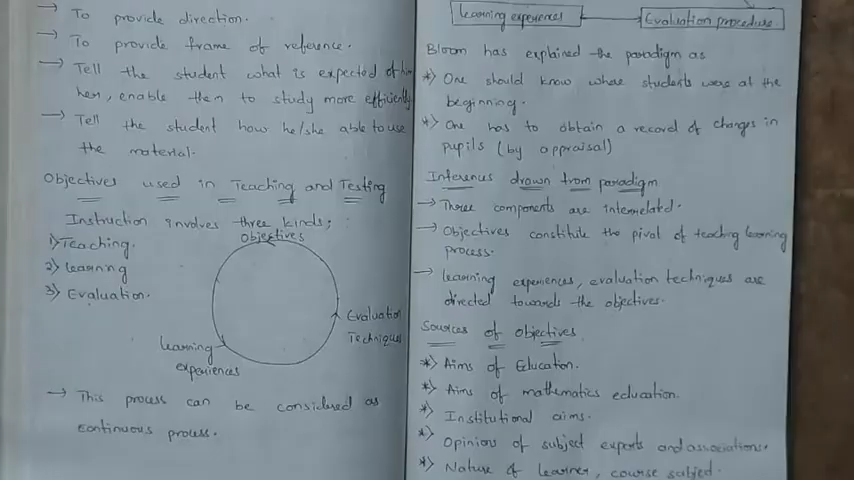 → To provide direction.
→ To provide frame of reference.
→ Tell the student what is expected of him
her, enable then to study more efficiently
→ Tell the student how he/she able to use
the material.
Objectives used in Teaching and Testing
Instruction involves three kinds;
1) Teaching.
2) Learning
3) Evaluation.
Objectives
Evaluation
Techniques
Learning
experiences
→ This process can be considered as
continuous process.
Learning experiences
Evaluation procedure.
Bloom has explained the paradigm as
*) One should know where students were at the
beginning.
*) One has to obtain a record of changes in
pupils (by appraisal)
Inferences drawn from paradigm
→ Three components are interrelated.
→ Objectives constitute the pivot of teaching learning
process.
→ Learning experiences, evaluation techniques are
directed towards the objectives.
Sources of objectives
*) Aims of Education.
*) Aims of mathematics education.
*) Institutional aims.
*) Opinions of subject experts and associations.
*) Nature of learner, course subject.